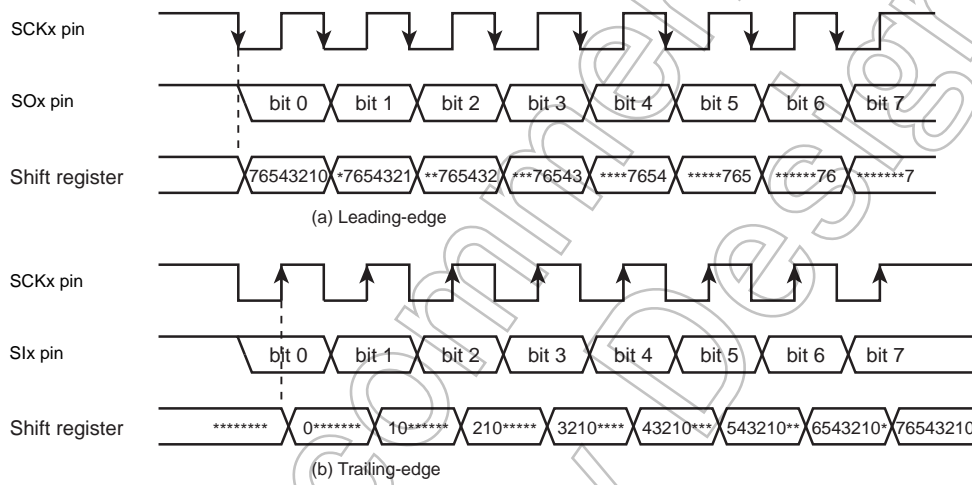 SCKx pin
SOx pin bit 0 bit 1 bit 2 bit 3 bit 4 bit 5 bit 6 bit 7
Shift register 76543210 *7654321 **765432 ***76543 ****7654 *****765 ******76 *******7
(a) Leading-edge
SCKx pin
SIx pin bit 0 bit 1 bit 2 bit 3 bit 4 bit 5 bit 6 bit 7
Shift register ******** 0******* 10****** 210***** 3210**** 43210*** 543210** 6543210* 76543210
(b) Trailing-edge